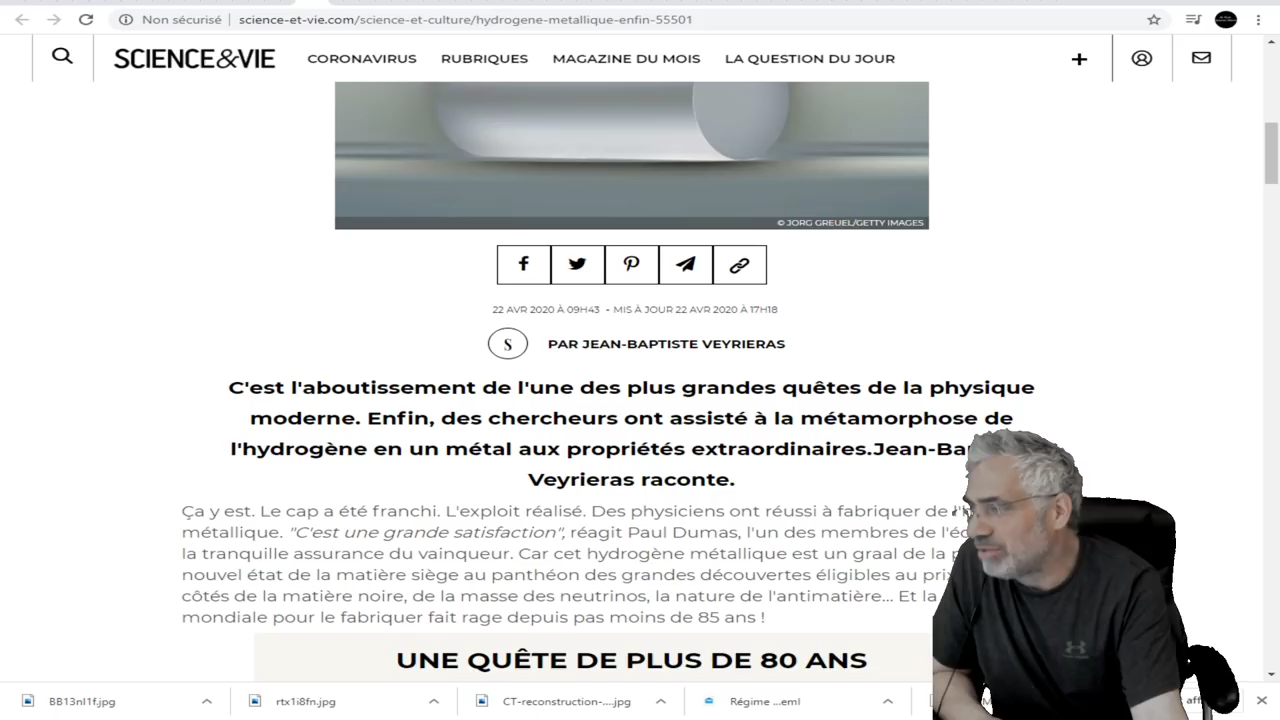 Non sécurisé science-et-vie.com/science-et-culture/hydrogene-metallique-enfin-55501
SCIENCE&VIE CORONAVIRUS RUBRIQUES MAGAZINE DU MOIS LA QUESTION DU JOUR +
© JORG GREUEL/GETTY IMAGES
22 AVR 2020 À 09H43 - MIS À JOUR 22 AVR 2020 À 17H18
S PAR JEAN-BAPTISTE VEYRIERAS
C'est l'aboutissement de l'une des plus grandes quêtes de la physique
moderne. Enfin, des chercheurs ont assisté à la métamorphose de
l'hydrogène en un métal aux propriétés extraordinaires.Jean-Ba
Veyrieras raconte.
Ça y est. Le cap a été franchi. L'exploit réalisé. Des physiciens ont réussi à fabriquer de
métallique. "C'est une grande satisfaction", réagit Paul Dumas, l'un des membres de
la tranquille assurance du vainqueur. Car cet hydrogène métallique est un graal de la
nouvel état de la matière siège au panthéon des grandes découvertes éligibles au
côtés de la matière noire, de la masse des neutrinos, la nature de l'antimatière... Et la
mondiale pour le fabriquer fait rage depuis pas moins de 85 ans !
UNE QUÊTE DE PLUS DE 80 ANS
BB13nl1f.jpg rtx1i8fn.jpg CT-reconstruction-....jpg Régime ...eml